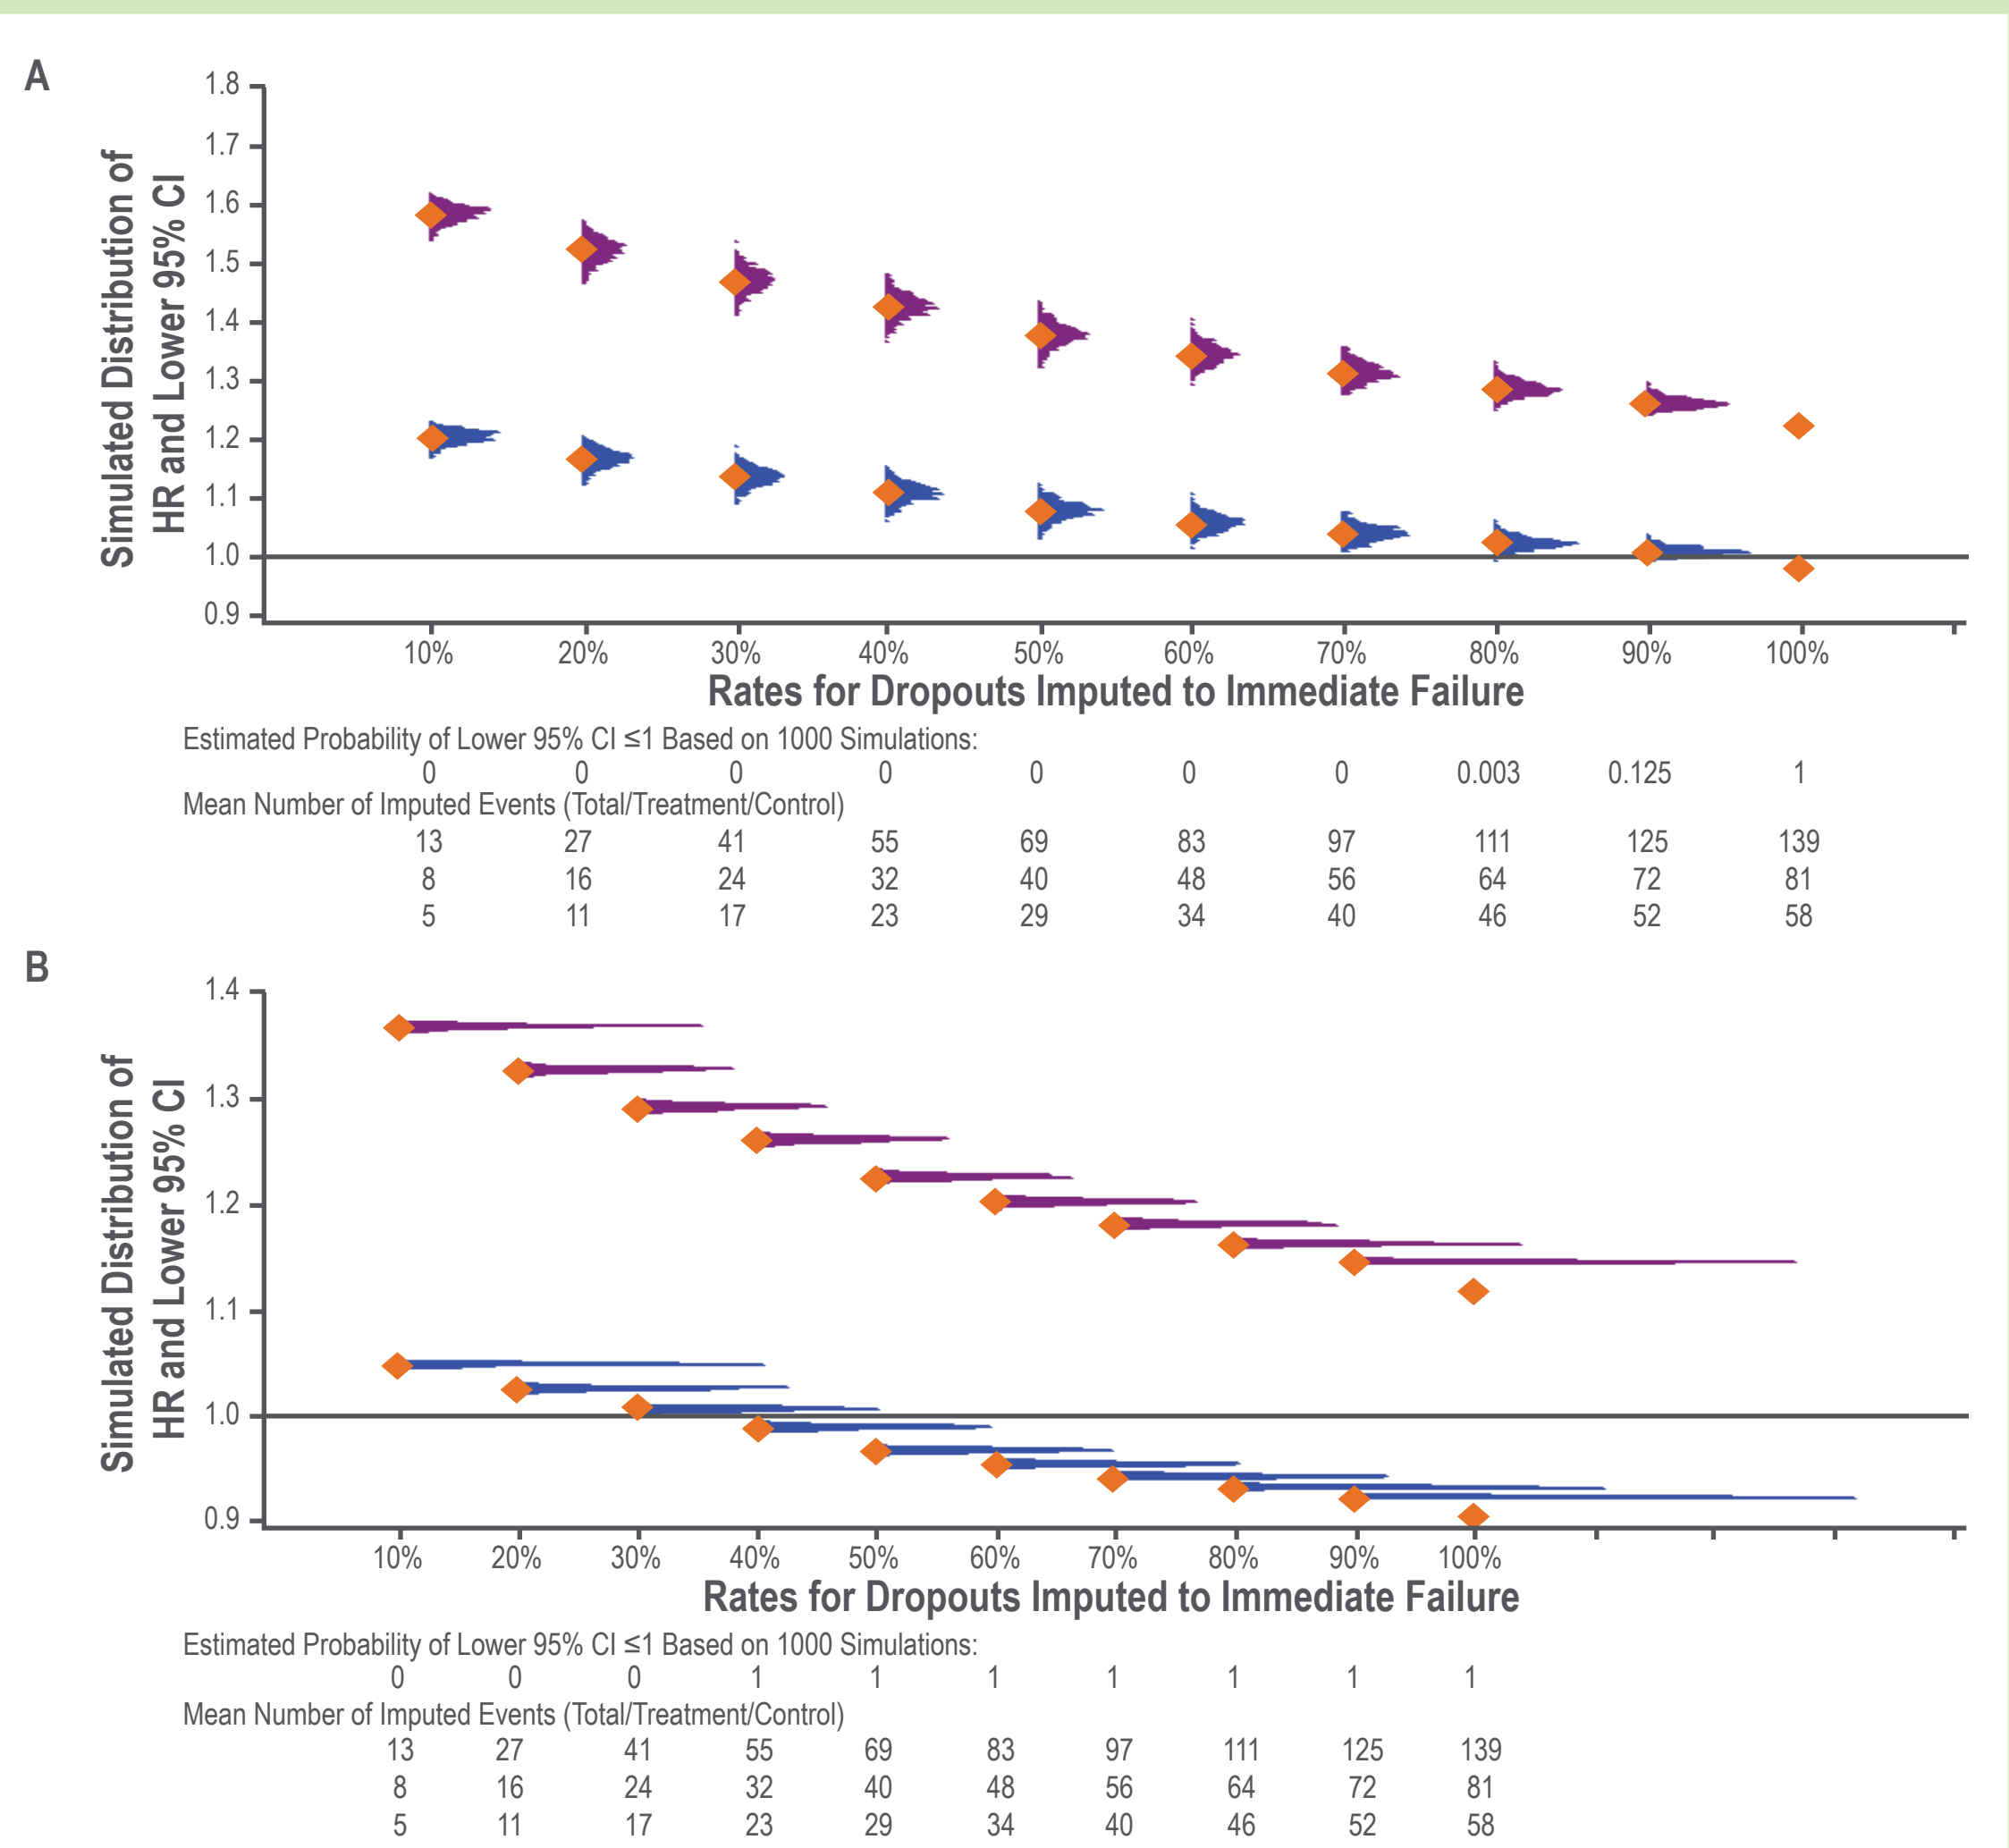 A
Simulated Distribution of
HR and Lower 95% CI
1.8
1.7
1.6
1.5
1.4
1.3
1.2
1.1
1.0
0.9
10% 20% 30% 40% 50% 60% 70% 80% 90% 100%
Rates for Dropouts Imputed to Immediate Failure
Estimated Probability of Lower 95% CI ≤1 Based on 1000 Simulations:
0 0 0 0 0 0 0 0.003 0.125 1
Mean Number of Imputed Events (Total/Treatment/Control)
13 27 41 55 69 83 97 111 125 139
8 16 24 32 40 48 56 64 72 81
5 11 17 23 29 34 40 46 52 58
B
Simulated Distribution of
HR and Lower 95% CI
1.4
1.3
1.2
1.1
1.0
0.9
10% 20% 30% 40% 50% 60% 70% 80% 90% 100%
Rates for Dropouts Imputed to Immediate Failure
Estimated Probability of Lower 95% CI ≤1 Based on 1000 Simulations:
0 0 0 1 1 1 1 1 1 1
Mean Number of Imputed Events (Total/Treatment/Control)
13 27 41 55 69 83 97 111 125 139
8 16 24 32 40 48 56 64 72 81
5 11 17 23 29 34 40 46 52 58